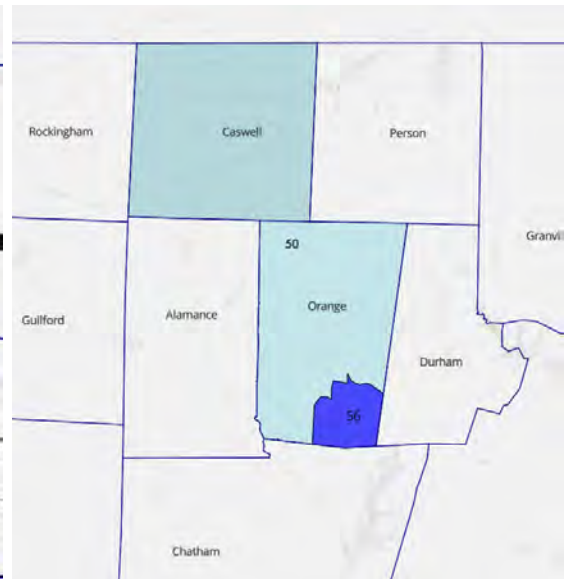 Rockingham
Caswell
Person
50
Granvil
Guilford
Alamance
Orange
Durham
56
Chatham